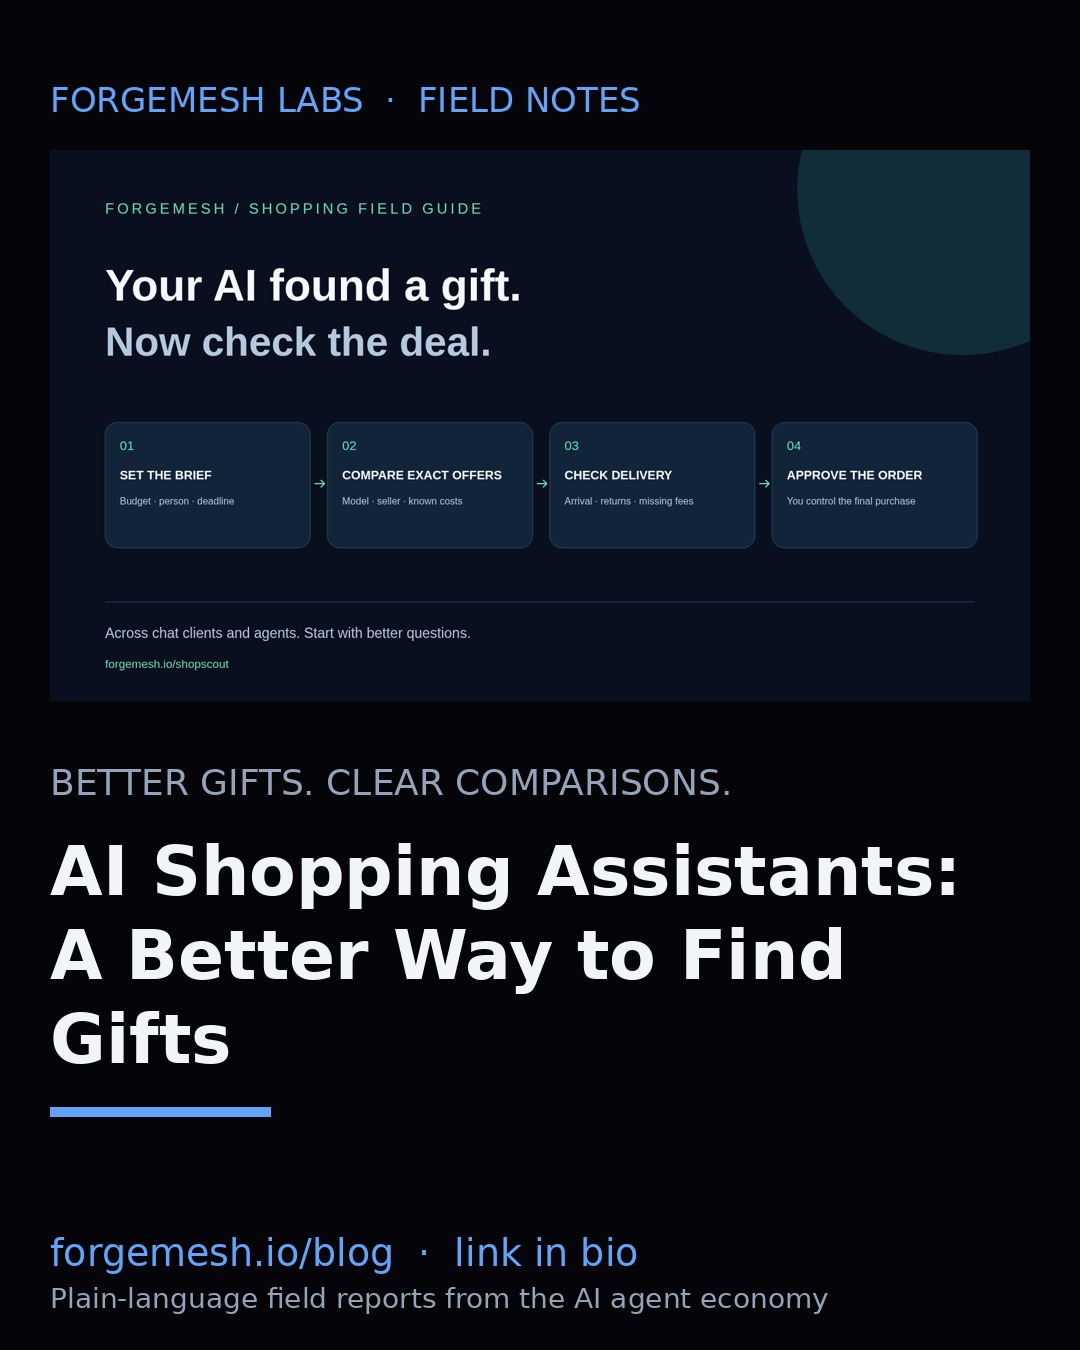 FORGEMESH LABS · FIELD NOTES
FORGEMESH / SHOPPING FIELD GUIDE
Your AI found a gift.
Now check the deal.
01
SET THE BRIEF
Budget · person · deadline
→
02
COMPARE EXACT OFFERS
Model · seller · known costs
→
03
CHECK DELIVERY
Arrival · returns · missing fees
→
04
APPROVE THE ORDER
You control the final purchase
Across chat clients and agents. Start with better questions.
forgemesh.io/shopscout
BETTER GIFTS. CLEAR COMPARISONS.
AI Shopping Assistants:
A Better Way to Find
Gifts
forgemesh.io/blog · link in bio
Plain-language field reports from the AI agent economy